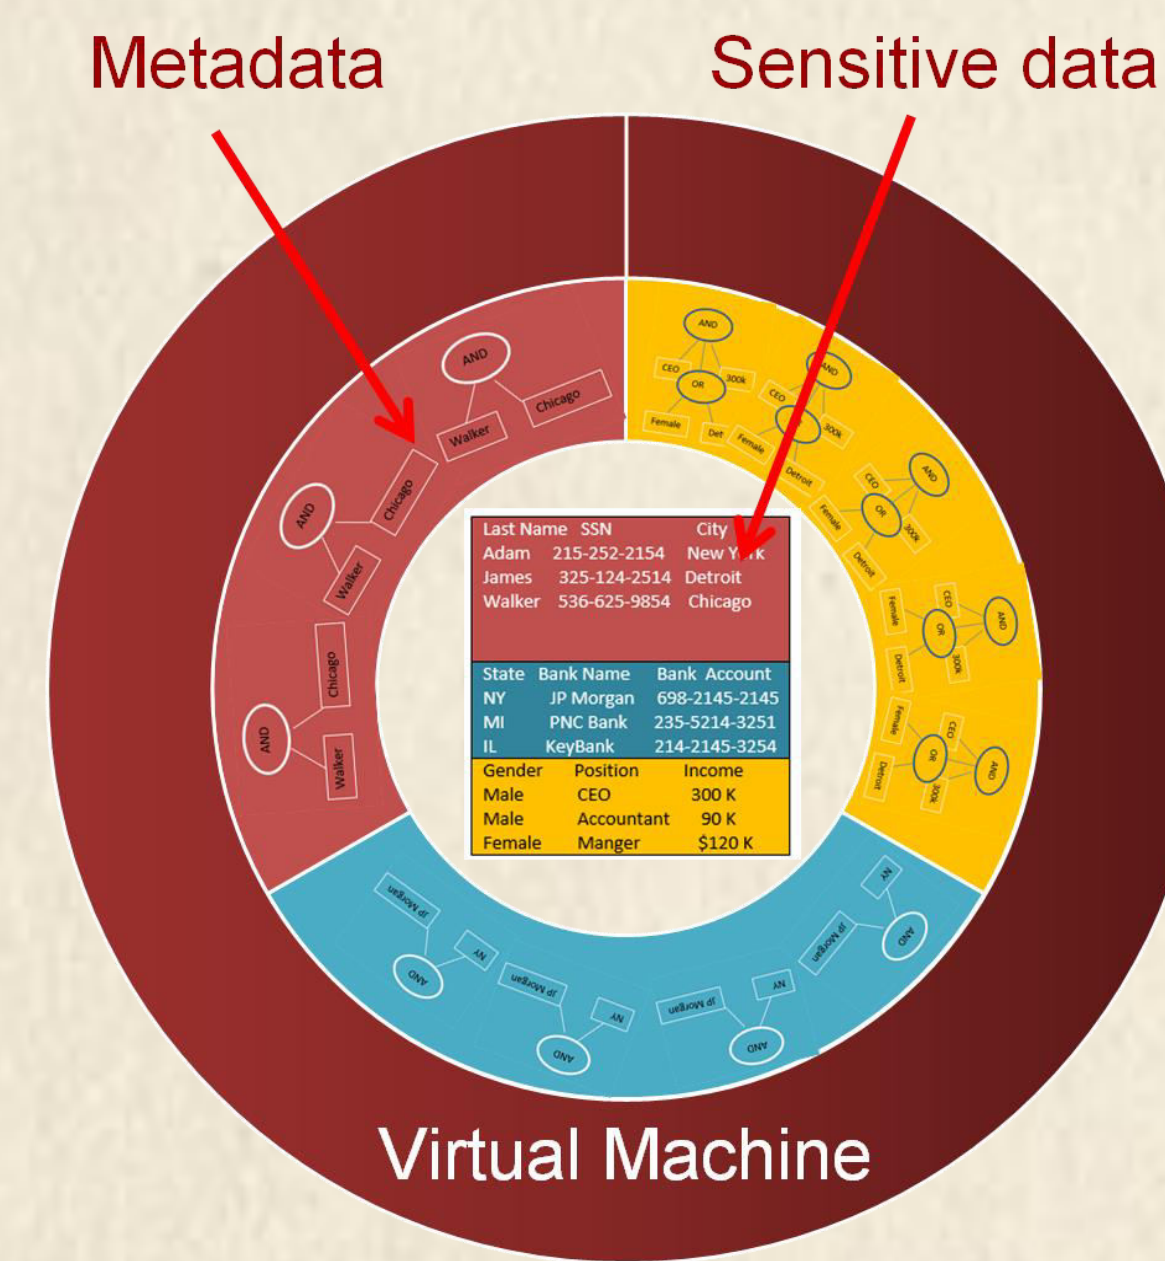 Metadata
Sensitive data
AND
Walker
Chicago
AND
Chicago
Walker
AND
Chicago
Walker
AND
CEO
OR
300k
Female
Det
AND
CEO
300k
Female
Detroit
AND
CEO
OR
300k
Female
Detroit
AND
CEO
OR
300k
Female
Detroit
AND
CEO
OR
300k
Female
Detroit
Last Name SSN City
Adam 215-252-2154 New York
James 325-124-2514 Detroit
Walker 536-625-9854 Chicago
State Bank Name Bank Account
NY JP Morgan 698-2145-2145
MI PNC Bank 235-5214-3251
IL KeyBank 214-2145-3254
Gender Position Income
Male CEO 300 K
Male Accountant 90 K
Female Manger $120 K
JP Morgan
NY
AND
JP Morgan
NY
AND
JP Morgan
NY
AND
JP Morgan
NY
AND
Virtual Machine